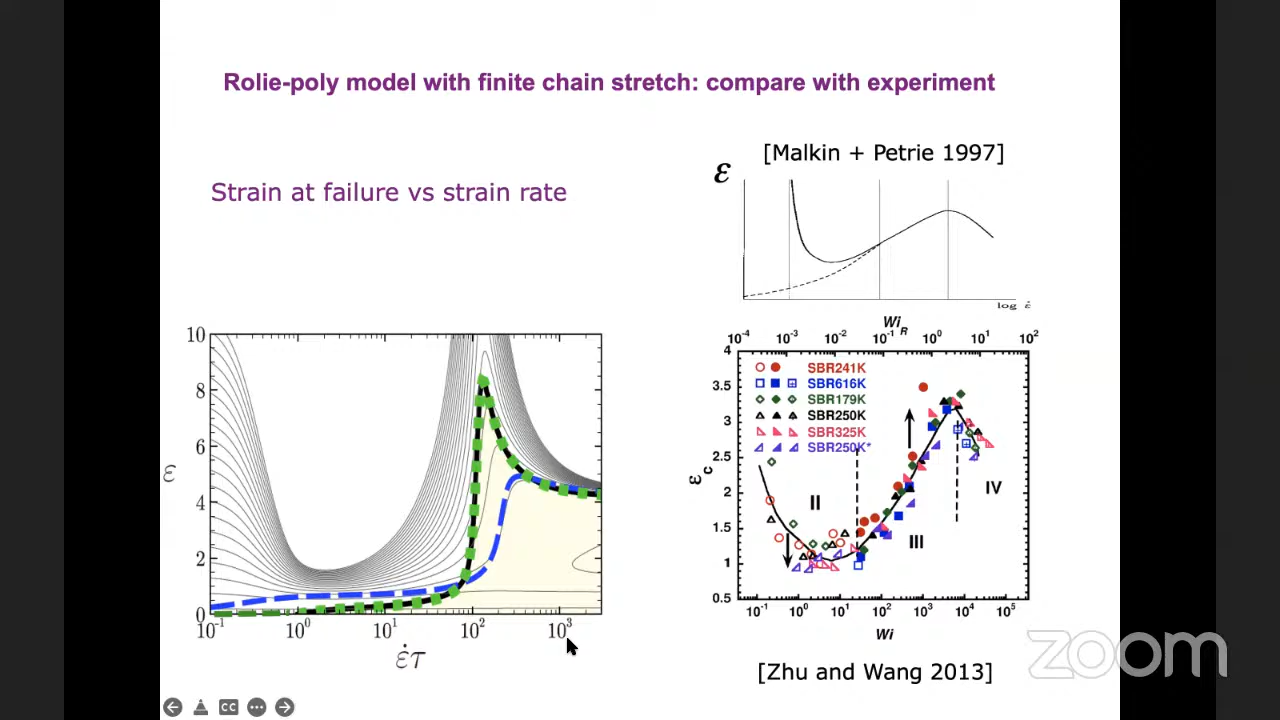 Rolie-poly model with finite chain stretch: compare with experiment
Strain at failure vs strain rate
[Malkin + Petrie 1997]
ε
log ε̇
10
8
6
4
2
0
ε
10⁻¹ 10⁰ 10¹ 10² 10³
ε̇τ
Wi_R
10⁻⁴ 10⁻³ 10⁻² 10⁻¹ 10⁰ 10¹ 10²
4
3.5
3
2.5
2
1.5
1
0.5
ε_c
SBR241K
SBR616K
SBR179K
SBR250K
SBR325K
SBR250K*
II
III
IV
10⁻¹ 10⁰ 10¹ 10² 10³ 10⁴ 10⁵
Wi
[Zhu and Wang 2013]
zoom
CC